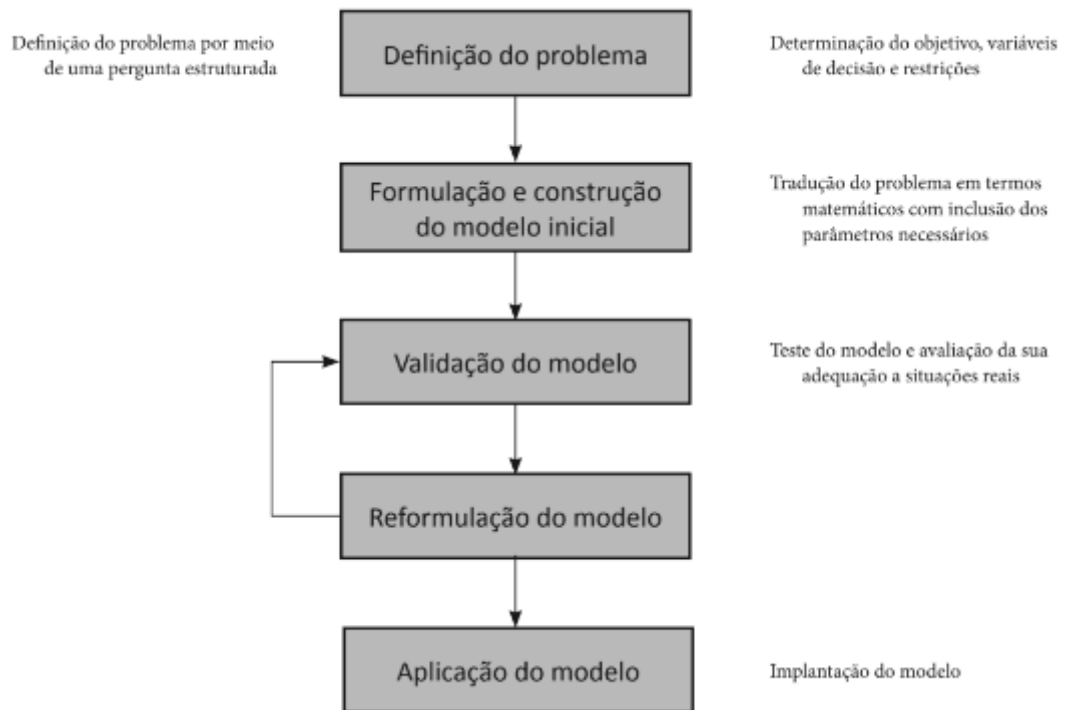 Definição do problema por meio
de uma pergunta estruturada
Definição do problema
Determinação do objetivo, variáveis
de decisão e restrições
Formulação e construção
do modelo inicial
Tradução do problema em termos
matemáticos com inclusão dos
parâmetros necessários
Validação do modelo
Teste do modelo e avaliação da sua
adequação a situações reais
Reformulação do modelo
Aplicação do modelo
Implantação do modelo